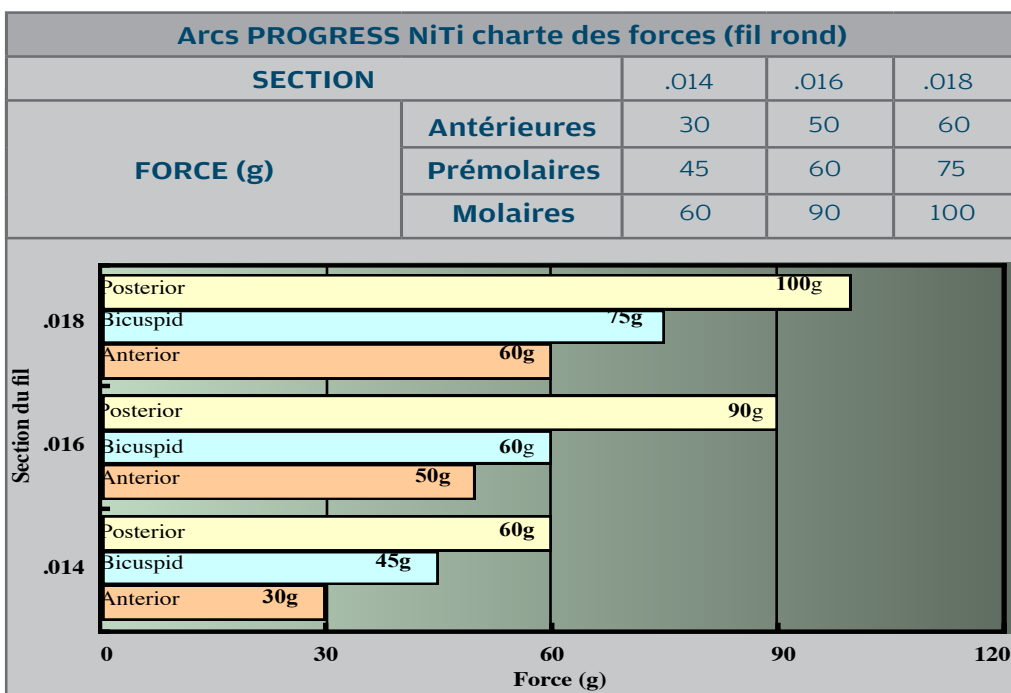 Arcs PROGRESS NiTi charte des forces (fil rond)
SECTION .014 .016 .018
FORCE (g)
Antérieures 30 50 60
Prémolaires 45 60 75
Molaires 60 90 100
Section du fil
.018
Posterior 100g
Bicuspid 75g
Anterior 60g
.016
Posterior 90g
Bicuspid 60g
Anterior 50g
.014
Posterior 60g
Bicuspid 45g
Anterior 30g
0 30 60 90 120
Force (g)